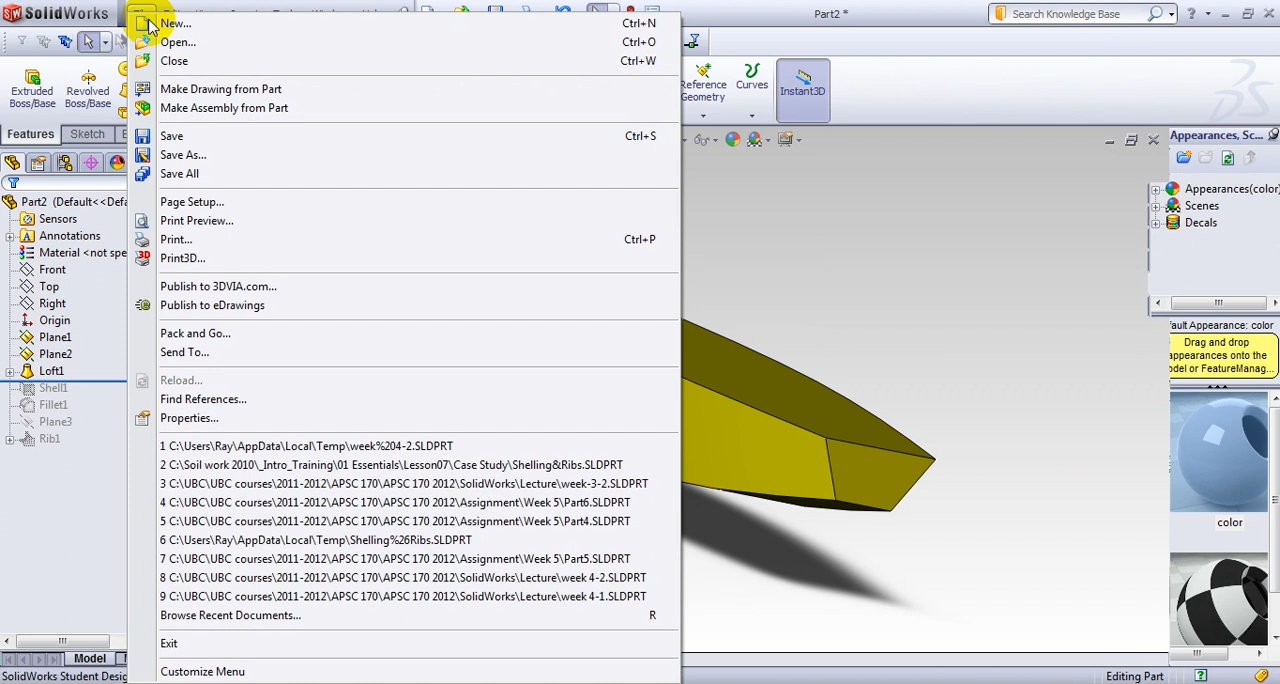 SolidWorks
Part2 *
Search Knowledge Base
?
Extruded
Boss/Base
Revolved
Boss/Base
Reference
Geometry
Curves
Instant3D
Features
Sketch
New...
Ctrl+N
Open...
Ctrl+O
Close
Ctrl+W
Make Drawing from Part
Make Assembly from Part
Save
Ctrl+S
Save As...
Save All
Page Setup...
Print Preview...
Print...
Ctrl+P
3D
Print3D...
Publish to 3DVIA.com...
Publish to eDrawings
Pack and Go...
Send To...
Reload...
Find References...
Properties...
1 C:\Users\Ray\AppData\Local\Temp\week%204-2.SLDPRT
2 C:\Soil work 2010\_Intro_Training\01 Essentials\Lesson07\Case Study\Shelling&Ribs.SLDPRT
3 C:\UBC\UBC courses\2011-2012\APSC 170\APSC 170 2012\SolidWorks\Lecture\week-3-2.SLDPRT
4 C:\UBC\UBC courses\2011-2012\APSC 170\APSC 170 2012\Assignment\Week 5\Part6.SLDPRT
5 C:\UBC\UBC courses\2011-2012\APSC 170\APSC 170 2012\Assignment\Week 5\Part4.SLDPRT
6 C:\Users\Ray\AppData\Local\Temp\Shelling%26Ribs.SLDPRT
7 C:\UBC\UBC courses\2011-2012\APSC 170\APSC 170 2012\Assignment\Week 5\Part5.SLDPRT
8 C:\UBC\UBC courses\2011-2012\APSC 170\APSC 170 2012\SolidWorks\Lecture\week 4-2.SLDPRT
9 C:\UBC\UBC courses\2011-2012\APSC 170\APSC 170 2012\SolidWorks\Lecture\week 4-1.SLDPRT
Browse Recent Documents...
R
Exit
Customize Menu
Part2 (Default<<Defa
Sensors
Annotations
Material <not spe
Front
Top
Right
Origin
Plane1
Plane2
Loft1
Shell1
Fillet1
Plane3
Rib1
Model
SolidWorks Student Desig
Appearances, Sc...
Appearances(color)
Scenes
Decals
fault Appearance: color
Drag and drop
appearances onto the
odel or FeatureManag...
color
Editing Part
?